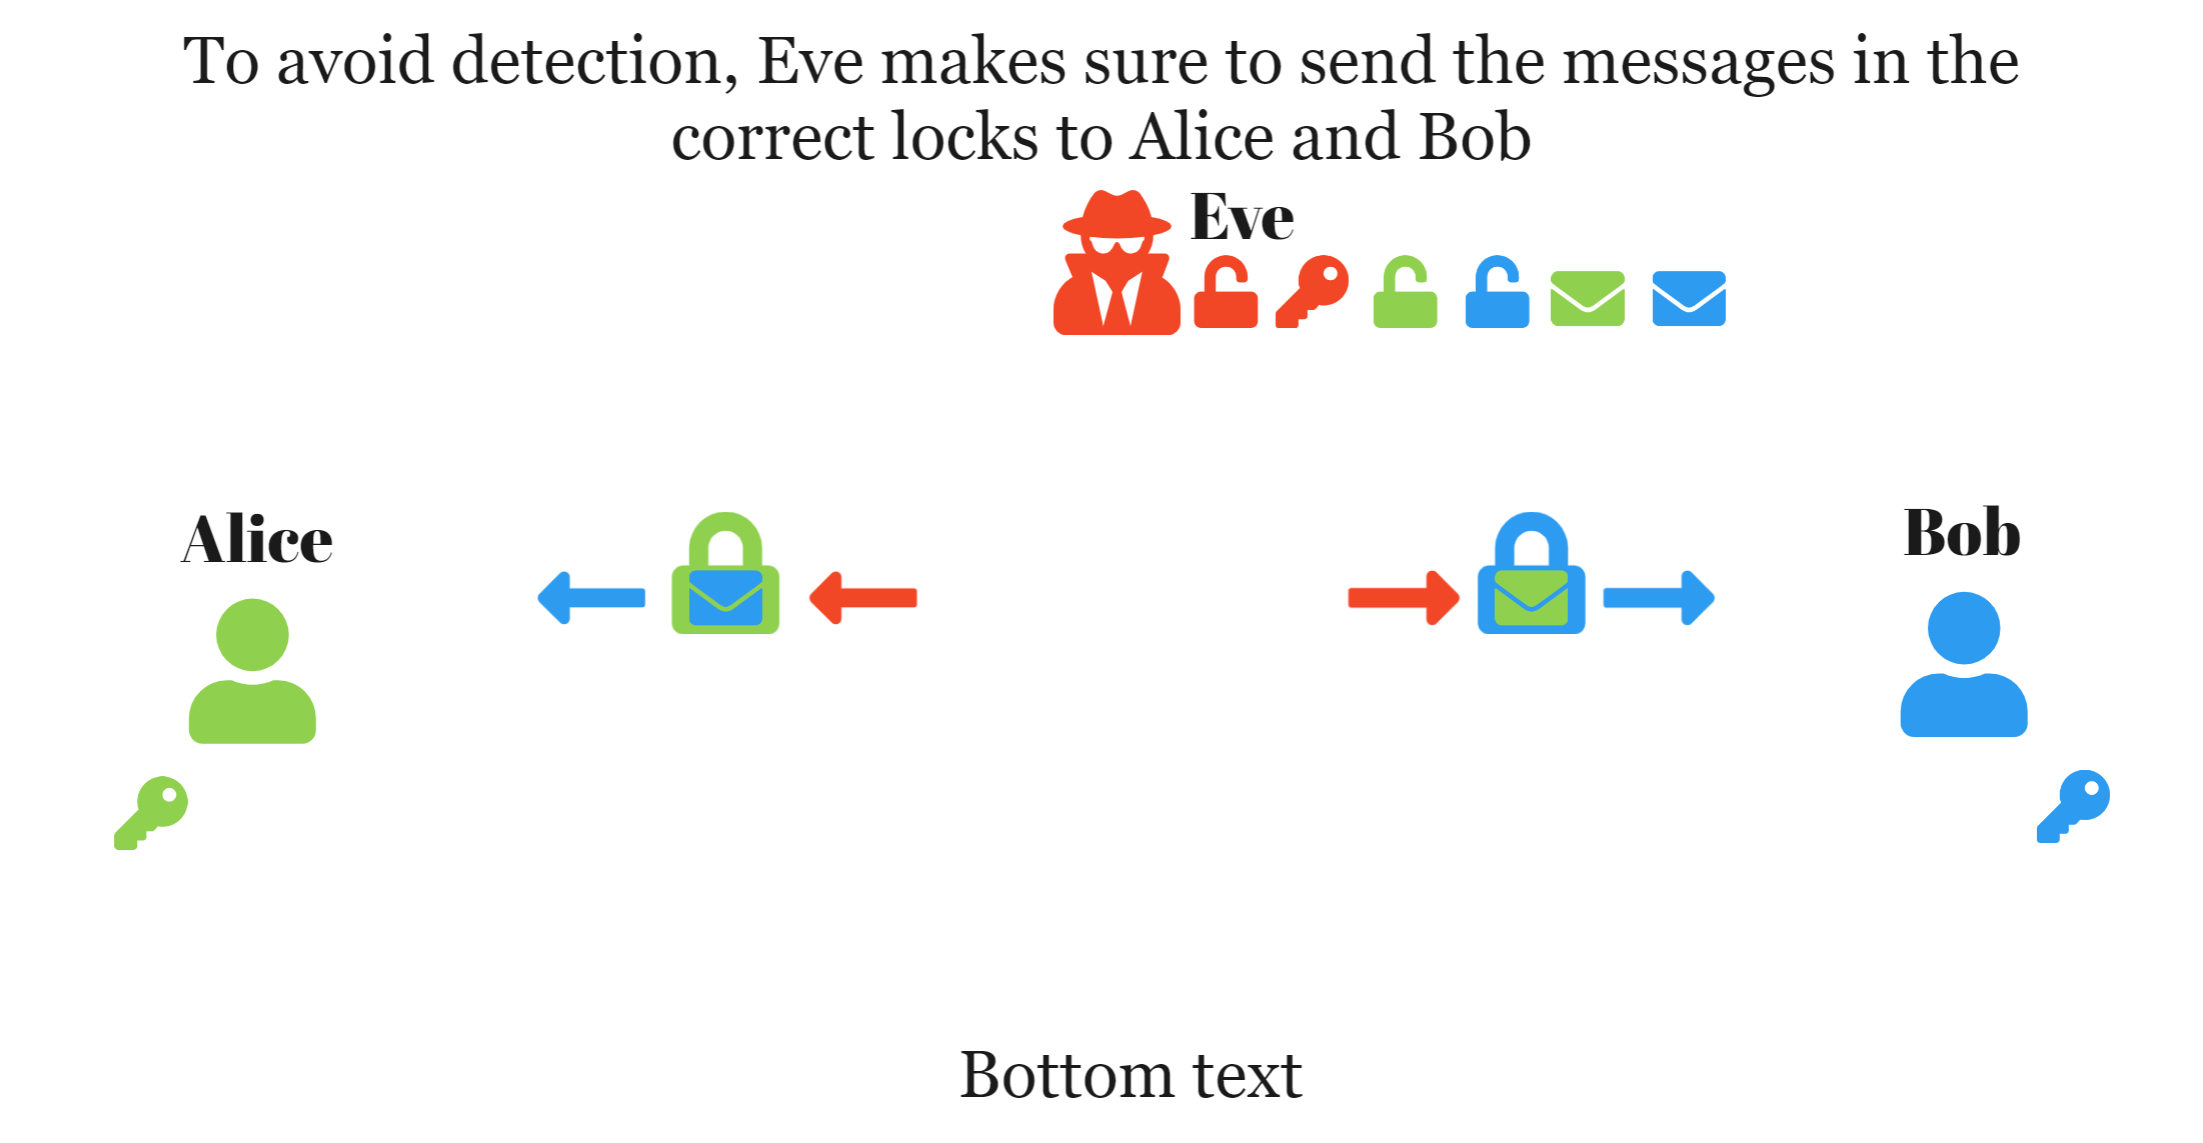 To avoid detection, Eve makes sure to send the messages in the
correct locks to Alice and Bob
Eve
Alice
Bob
Bottom text